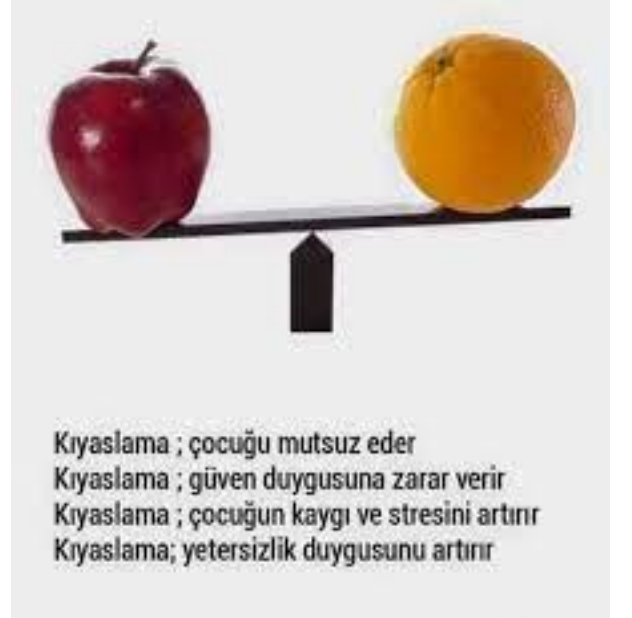 Kıyaslama ; çocuğu mutsuz eder
Kıyaslama ; güven duygusuna zarar verir
Kıyaslama ; çocuğun kaygı ve stresini artırır
Kıyaslama; yetersizlik duygusunu artırır